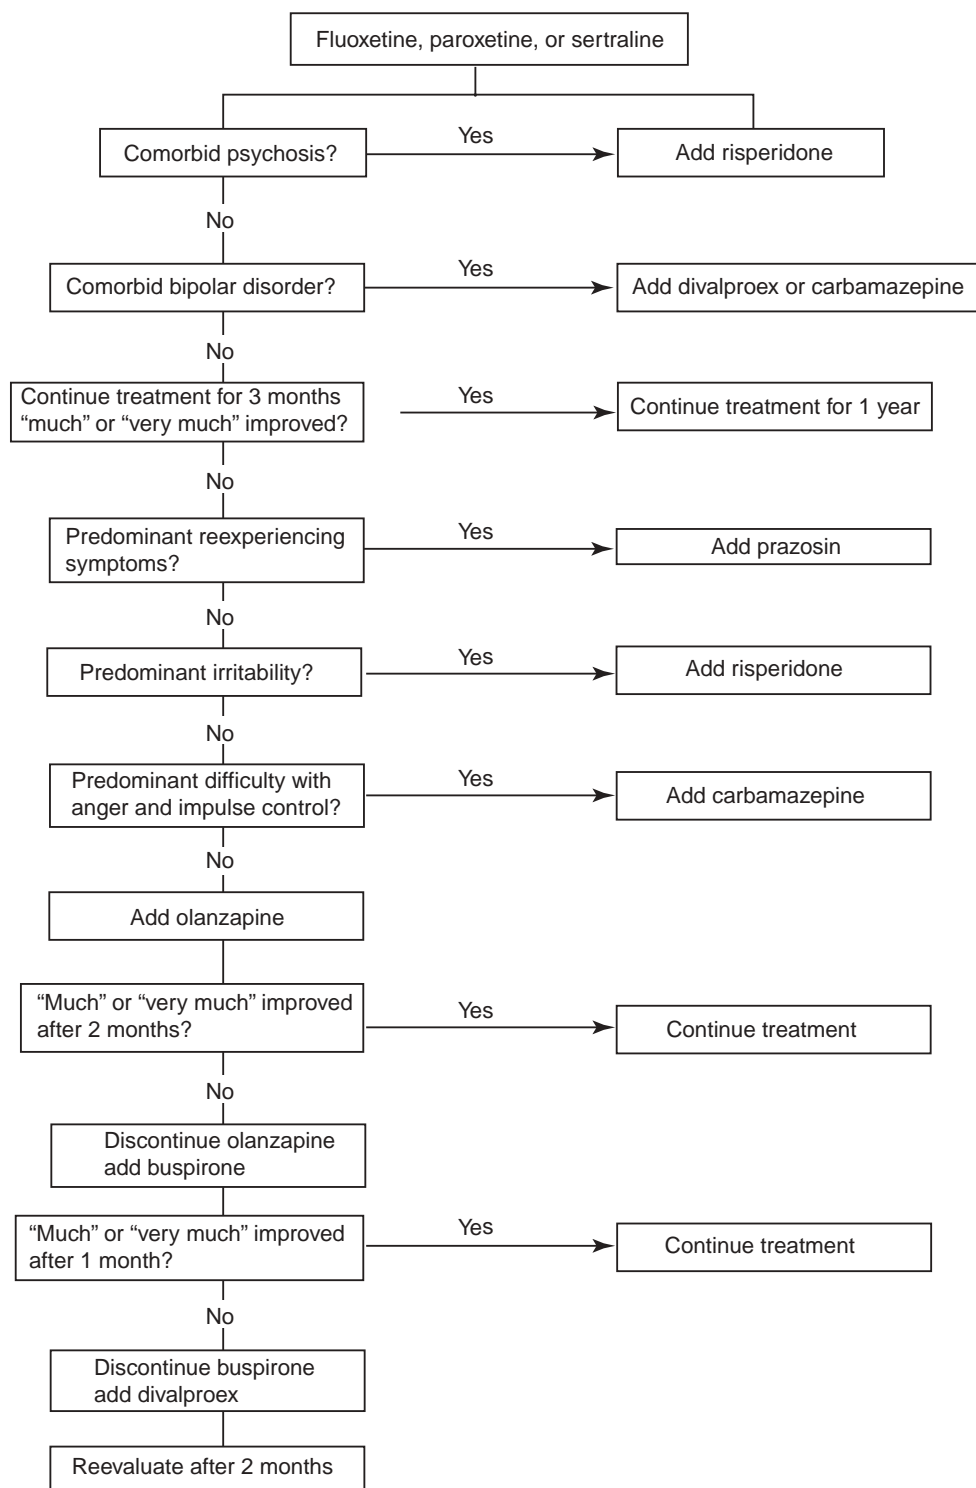 Fluoxetine, paroxetine, or sertraline
Comorbid psychosis?
Yes
Add risperidone
No
Comorbid bipolar disorder?
Yes
Add divalproex or carbamazepine
No
Continue treatment for 3 months
“much” or “very much” improved?
Yes
Continue treatment for 1 year
No
Predominant reexperiencing
symptoms?
Yes
Add prazosin
No
Predominant irritability?
Yes
Add risperidone
No
Predominant difficulty with
anger and impulse control?
Yes
Add carbamazepine
No
Add olanzapine
“Much” or “very much” improved
after 2 months?
Yes
Continue treatment
No
Discontinue olanzapine
add buspirone
“Much” or “very much” improved
after 1 month?
Yes
Continue treatment
No
Discontinue buspirone
add divalproex
Reevaluate after 2 months